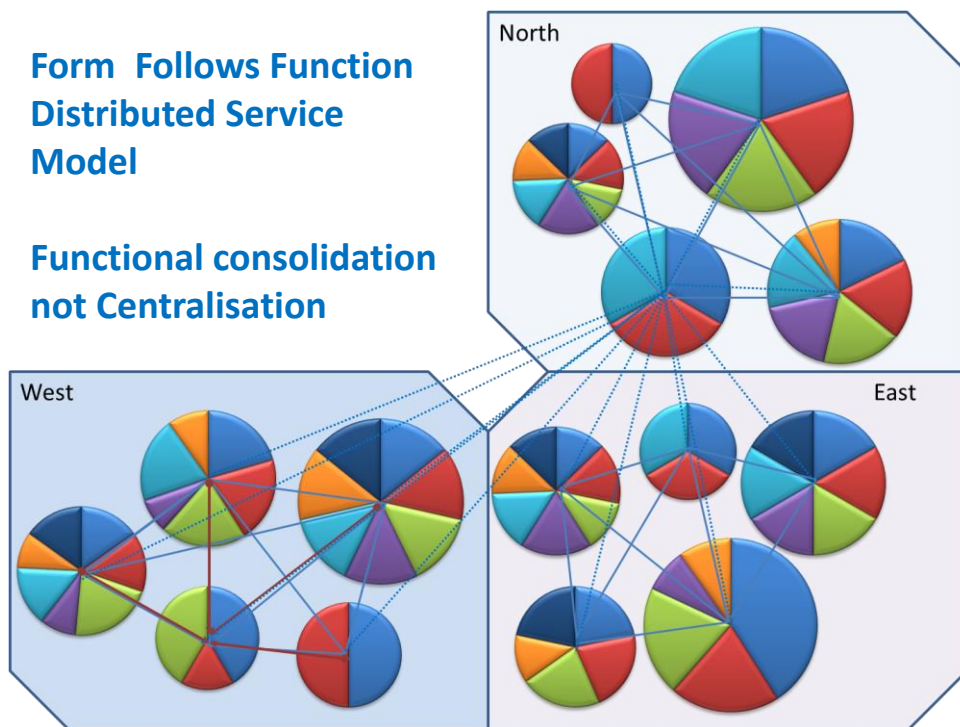 Form Follows Function
Distributed Service
Model
Functional consolidation
not Centralisation
North
West
East